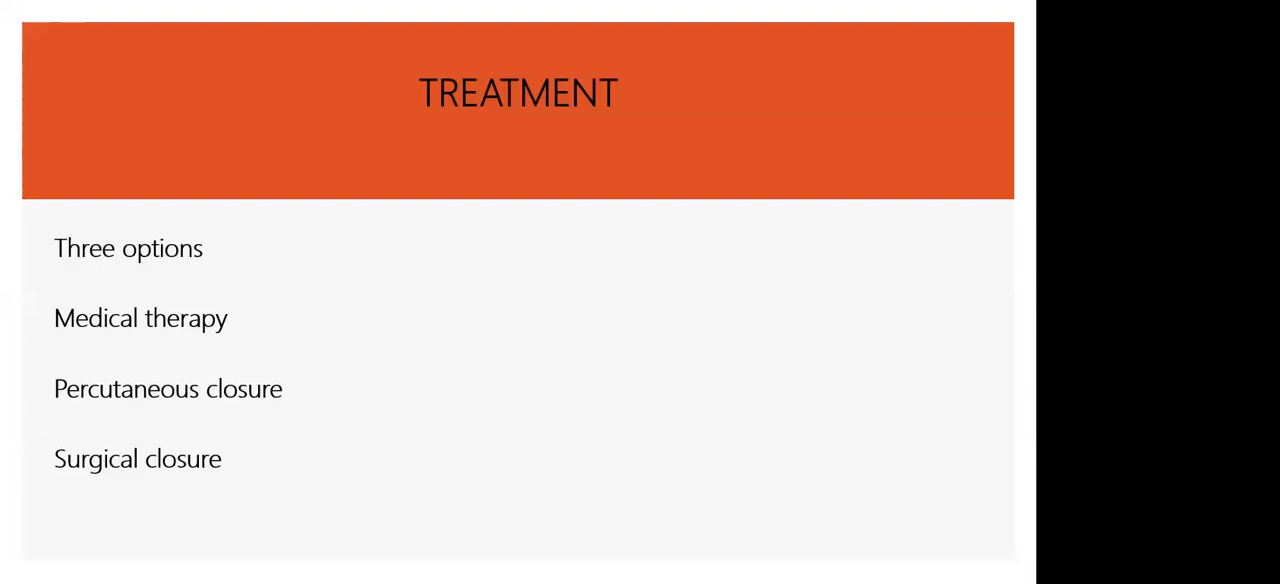 TREATMENT
Three options
Medical therapy
Percutaneous closure
Surgical closure